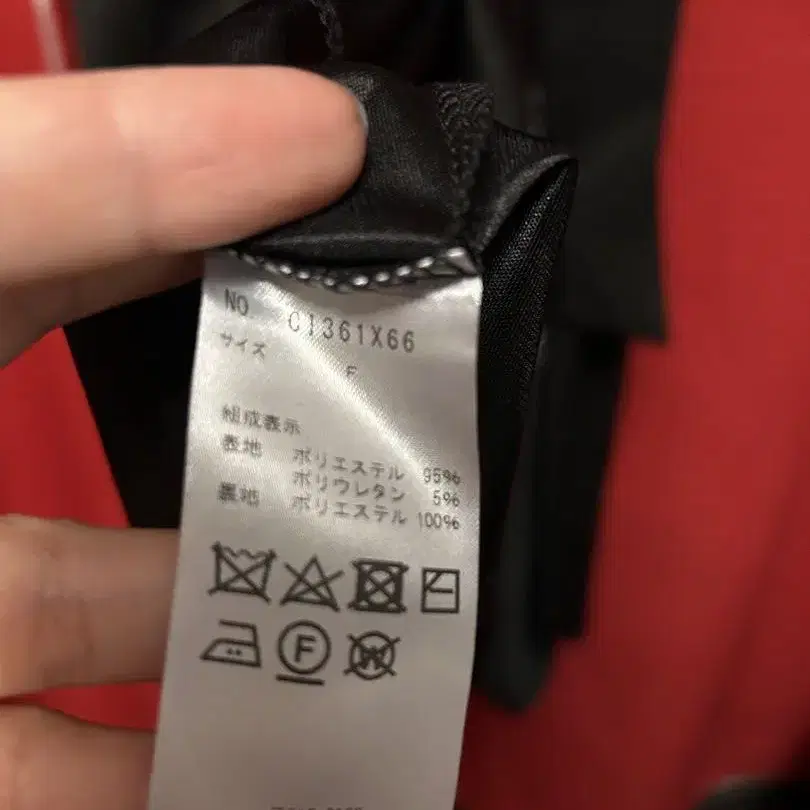 NO. C1361X66
サイズ F
組成表示
表地 ポリエステル 95%
ポリウレタン 5%
裏地 ポリエステル 100%
F
W